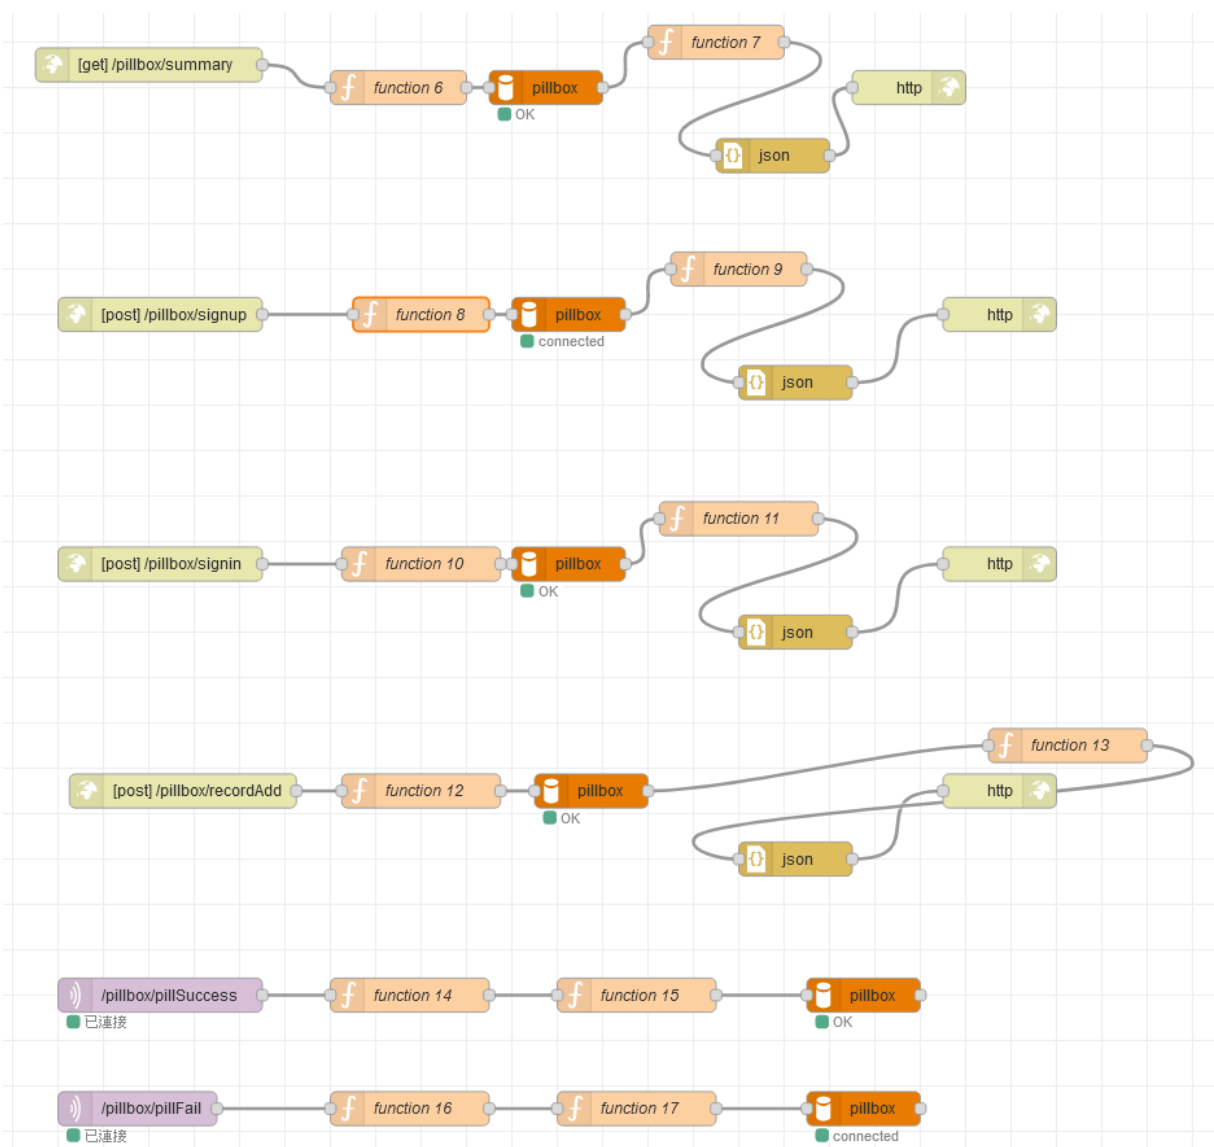 function 7
[get] /pillbox/summary
function 6
pillbox
http
OK
json
function 9
[post] /pillbox/signup
function 8
pillbox
http
connected
json
function 11
[post] /pillbox/signin
function 10
pillbox
http
OK
json
function 13
[post] /pillbox/recordAdd
function 12
pillbox
http
OK
json
/pillbox/pillSuccess
function 14
function 15
pillbox
已連接
OK
/pillbox/pillFail
function 16
function 17
pillbox
已連接
connected